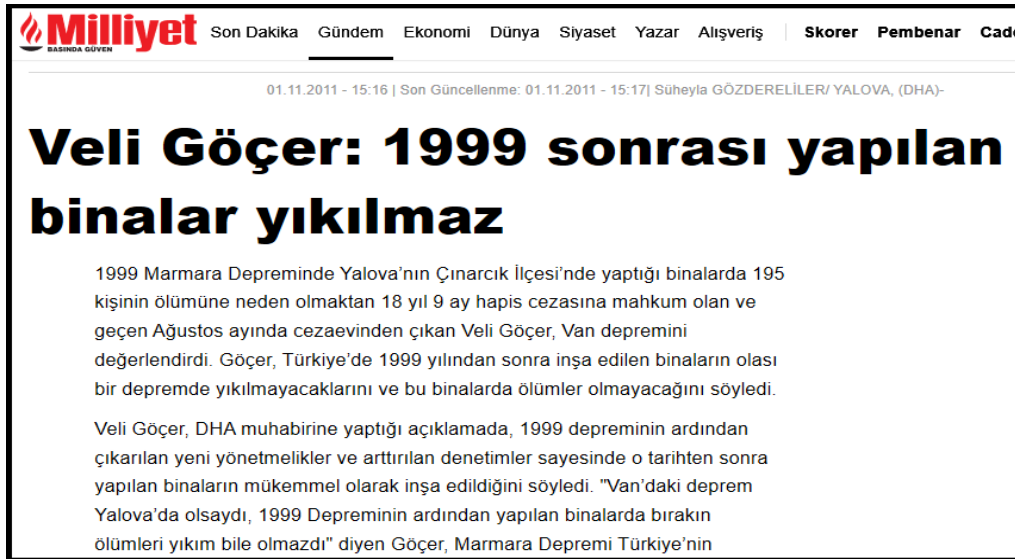 Milliyet
BASINDA GÜVEN
Son Dakika Gündem Ekonomi Dünya Siyaset Yazar Alışveriş Skorer Pembenar Cad
01.11.2011 - 15:16 | Son Güncellenme: 01.11.2011 - 15:17| Süheyla GÖZDERELİLER/ YALOVA, (DHA)-
Veli Göçer: 1999 sonrası yapılan
binalar yıkılmaz
1999 Marmara Depreminde Yalova’nın Çınarcık İlçesi’nde yaptığı binalarda 195
kişinin ölümüne neden olmaktan 18 yıl 9 ay hapis cezasına mahkum olan ve
geçen Ağustos ayında cezaevinden çıkan Veli Göçer, Van depremini
değerlendirdi. Göçer, Türkiye’de 1999 yılından sonra inşa edilen binaların olası
bir depremde yıkılmayacaklarını ve bu binalarda ölümler olmayacağını söyledi.
Veli Göçer, DHA muhabirine yaptığı açıklamada, 1999 depreminin ardından
çıkarılan yeni yönetmelikler ve arttırılan denetimler sayesinde o tarihten sonra
yapılan binaların mükemmel olarak inşa edildiğini söyledi. "Van’daki deprem
Yalova’da olsaydı, 1999 Depreminin ardından yapılan binalarda bırakın
ölümleri yıkım bile olmazdı" diyen Göçer, Marmara Depremi Türkiye’nin